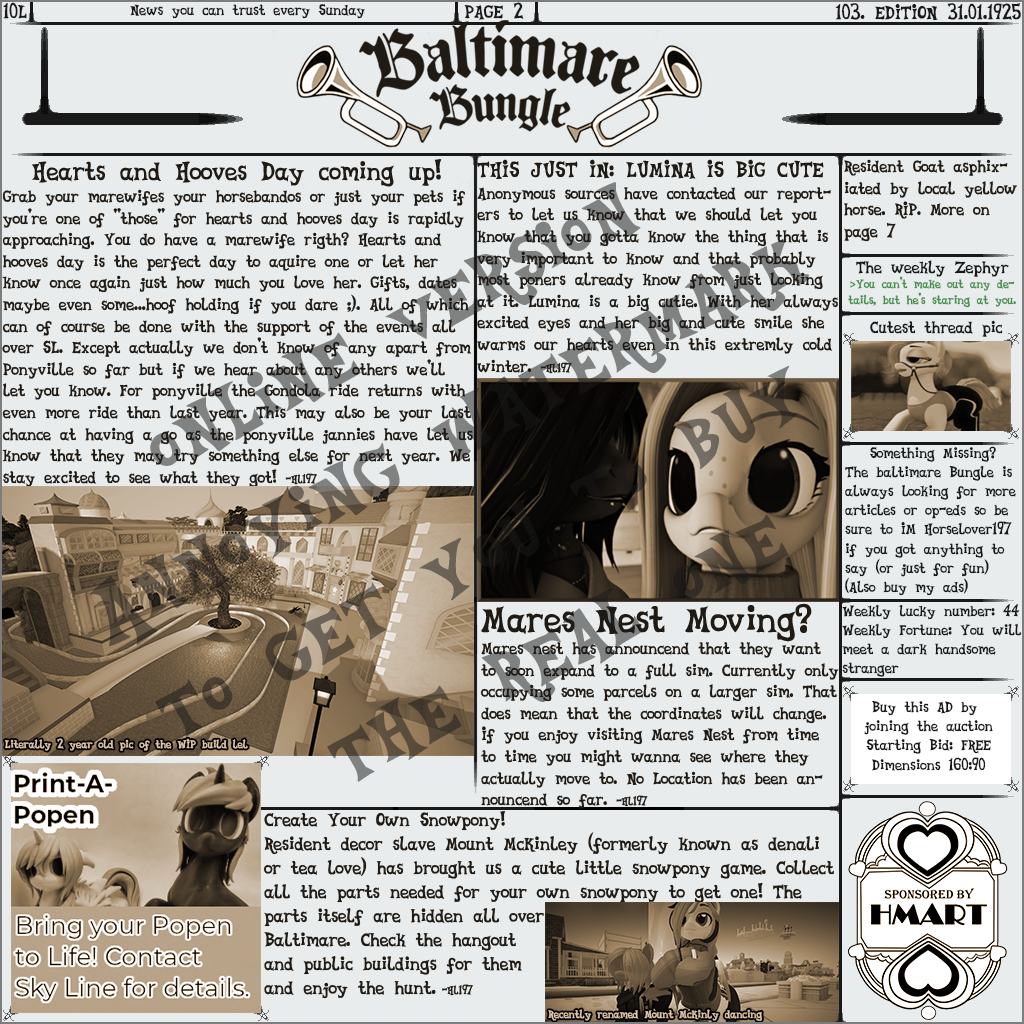 10L
News you can trust every Sunday
PAGE 2
103. EDITION 31.01.1925
Baltimare
Bungle
Hearts and Hooves Day coming up!
Grab your marewifes your horsebandos or just your pets if
you're one of "those" for hearts and hooves day is rapidly
approaching. You do have a marewife rigth? Hearts and
hooves day is the perfect day to aquire one or let her
know once again just how much you love her. Gifts, dates
maybe even some...hoof holding if you dare ;). All of which
can of course be done with the support of the events all
over SL. Except actually we don't know of any apart from
Ponyville so far but if we hear about any others we'll
let you know. For ponyville the Gondola ride returns with
even more ride than last year. This may also be your last
chance at having a go as the ponyville jannies have let us
know that they may try something else for next year. We
stay excited to see what they got! -HL197
Literally 2 year old pic of the WIP build lel
Print-A-
Popen
Bring your Popen
to Life! Contact
Sky Line for details.
THIS JUST IN: LUMINA IS BIG CUTE
Anonymous sources have contacted our report-
ers to let us know that we should let you
know that you gotta know the thing that is
very important to know and that probably
most poners already know from just looking
at it. Lumina is a big cutie. With her always
excited eyes and her big and cute smile she
warms our hearts even in this extremly cold
winter. -HL197
Mares Nest Moving?
Mares nest has announcend that they want
to soon expand to a full sim. Currently only
occupying some parcels on a larger sim. That
does mean that the coordinates will change.
if you enjoy visiting Mares Nest from time
to time you might wanna see where they
actually move to. No Location has been an-
nouncend so far. -HL197
Create Your Own Snowpony!
Resident decor slave Mount McKinley (formerly known as denali
or tea love) has brought us a cute Little snowpony game. Collect
all the parts needed for your own snowpony to get one! The
parts itself are hidden all over
Baltimare. Check the hangout
and public buildings for them
and enjoy the hunt. -HL197
Recently renamed Mount McKinly dancing
Resident Goat asphix-
iated by local yellow
horse. RIP. More on
page 7
The weekly Zephyr
>You can't make out any de-
tails, but he's staring at you.
Cutest thread pic
Something Missing?
The baltimare Bungle is
always looking for more
articles or op-eds so be
sure to IM HorseLover197
if you got anything to
say (or just for fun)
(Also buy my ads)
Weekly lucky number: 44
Weekly Fortune: You will
meet a dark handsome
stranger
Buy this AD by
joining the auction
Starting Bid: FREE
Dimensions 160:90
SPONSORED BY
HMART
ONLINE VERSION
ANNOYING WATERMARK
TO GET YOU TO BUY
THE REAL ONE